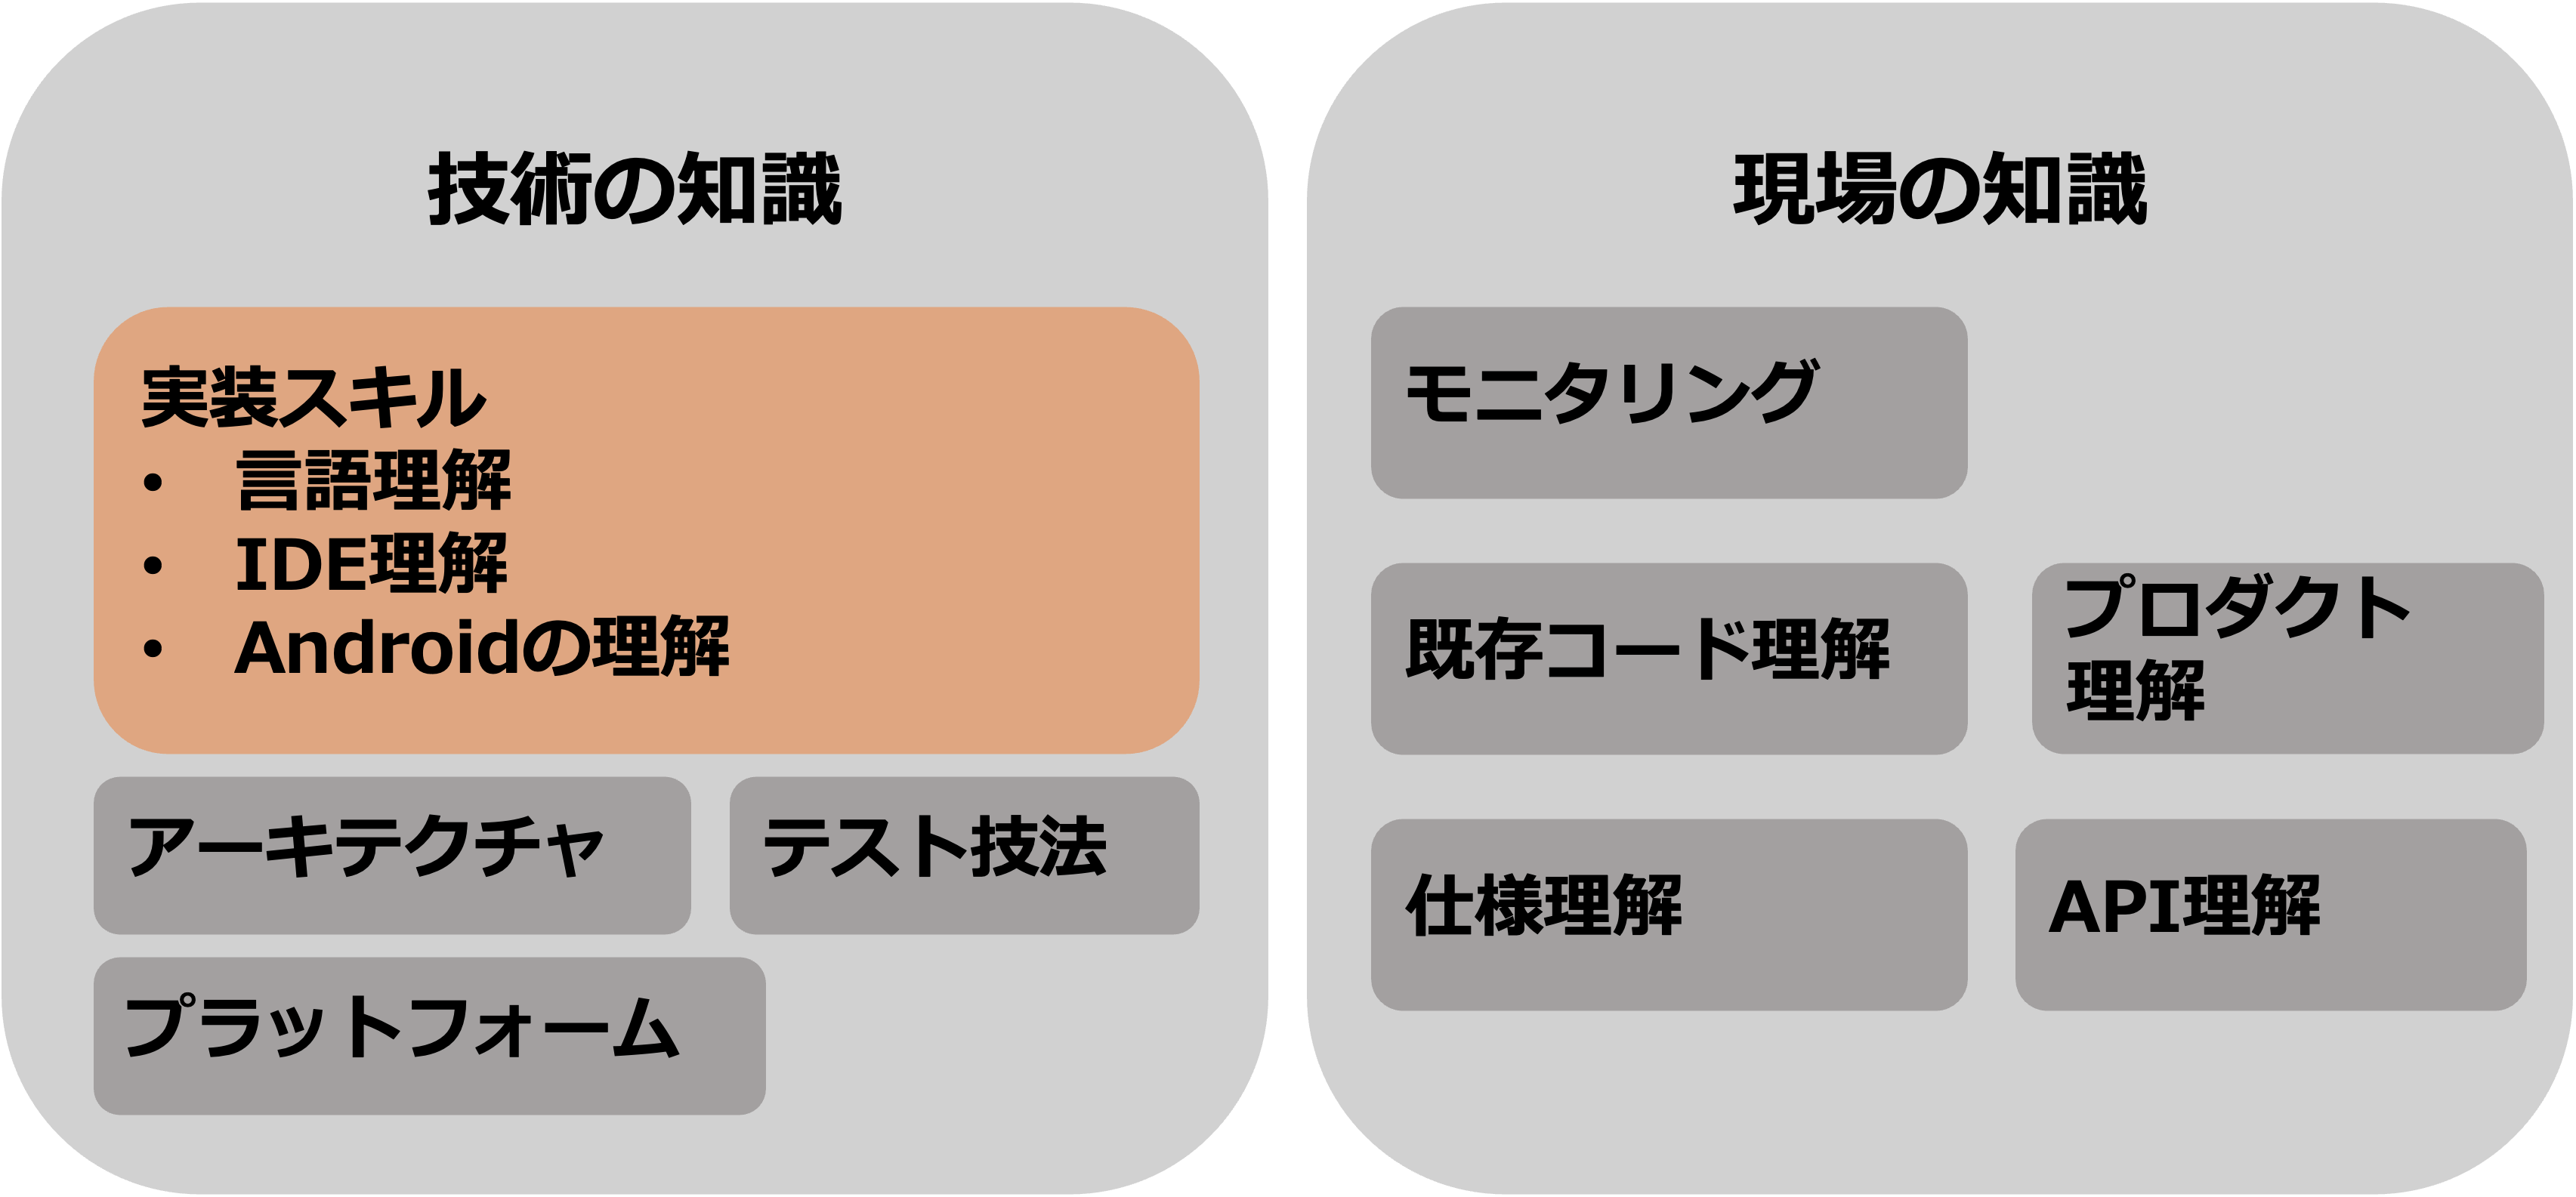 技術の知識
実装スキル
• 言語理解
• IDE理解
• Androidの理解
アーキテクチャ
テスト技法
プラットフォーム
現場の知識
モニタリング
既存コード理解
プロダクト
理解
仕様理解
API理解